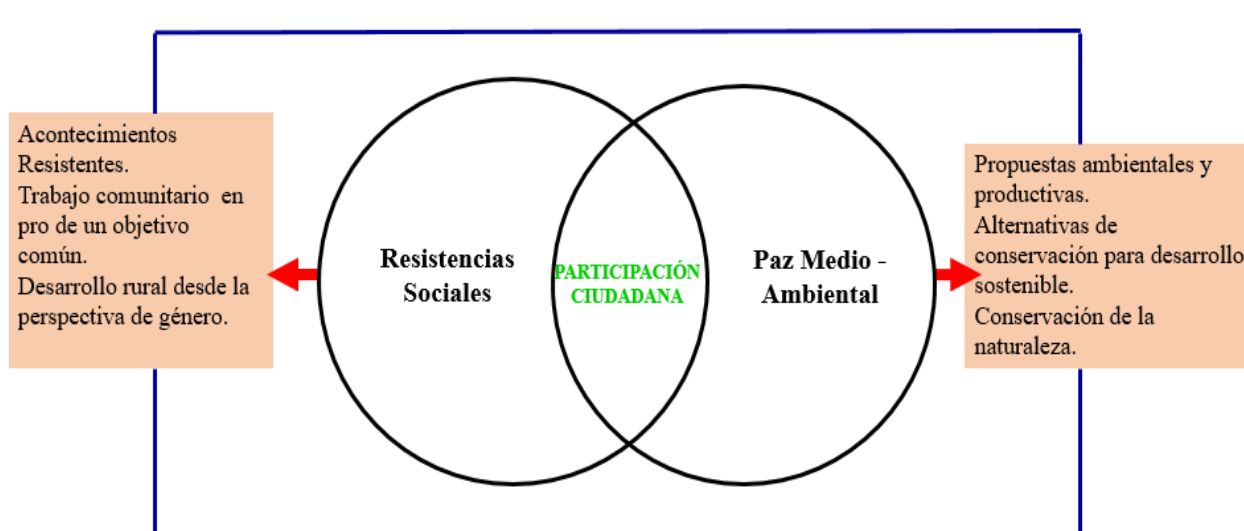 Acontecimientos
Resistentes.
Trabajo comunitario en
pro de un objetivo
común.
Desarrollo rural desde la
perspectiva de género.
Resistencias
Sociales
PARTICIPACIÓN
CIUDADANA
Paz Medio -
Ambiental
Propuestas ambientales y
productivas.
Alternativas de
conservación para desarrollo
sostenible.
Conservación de la
naturaleza.